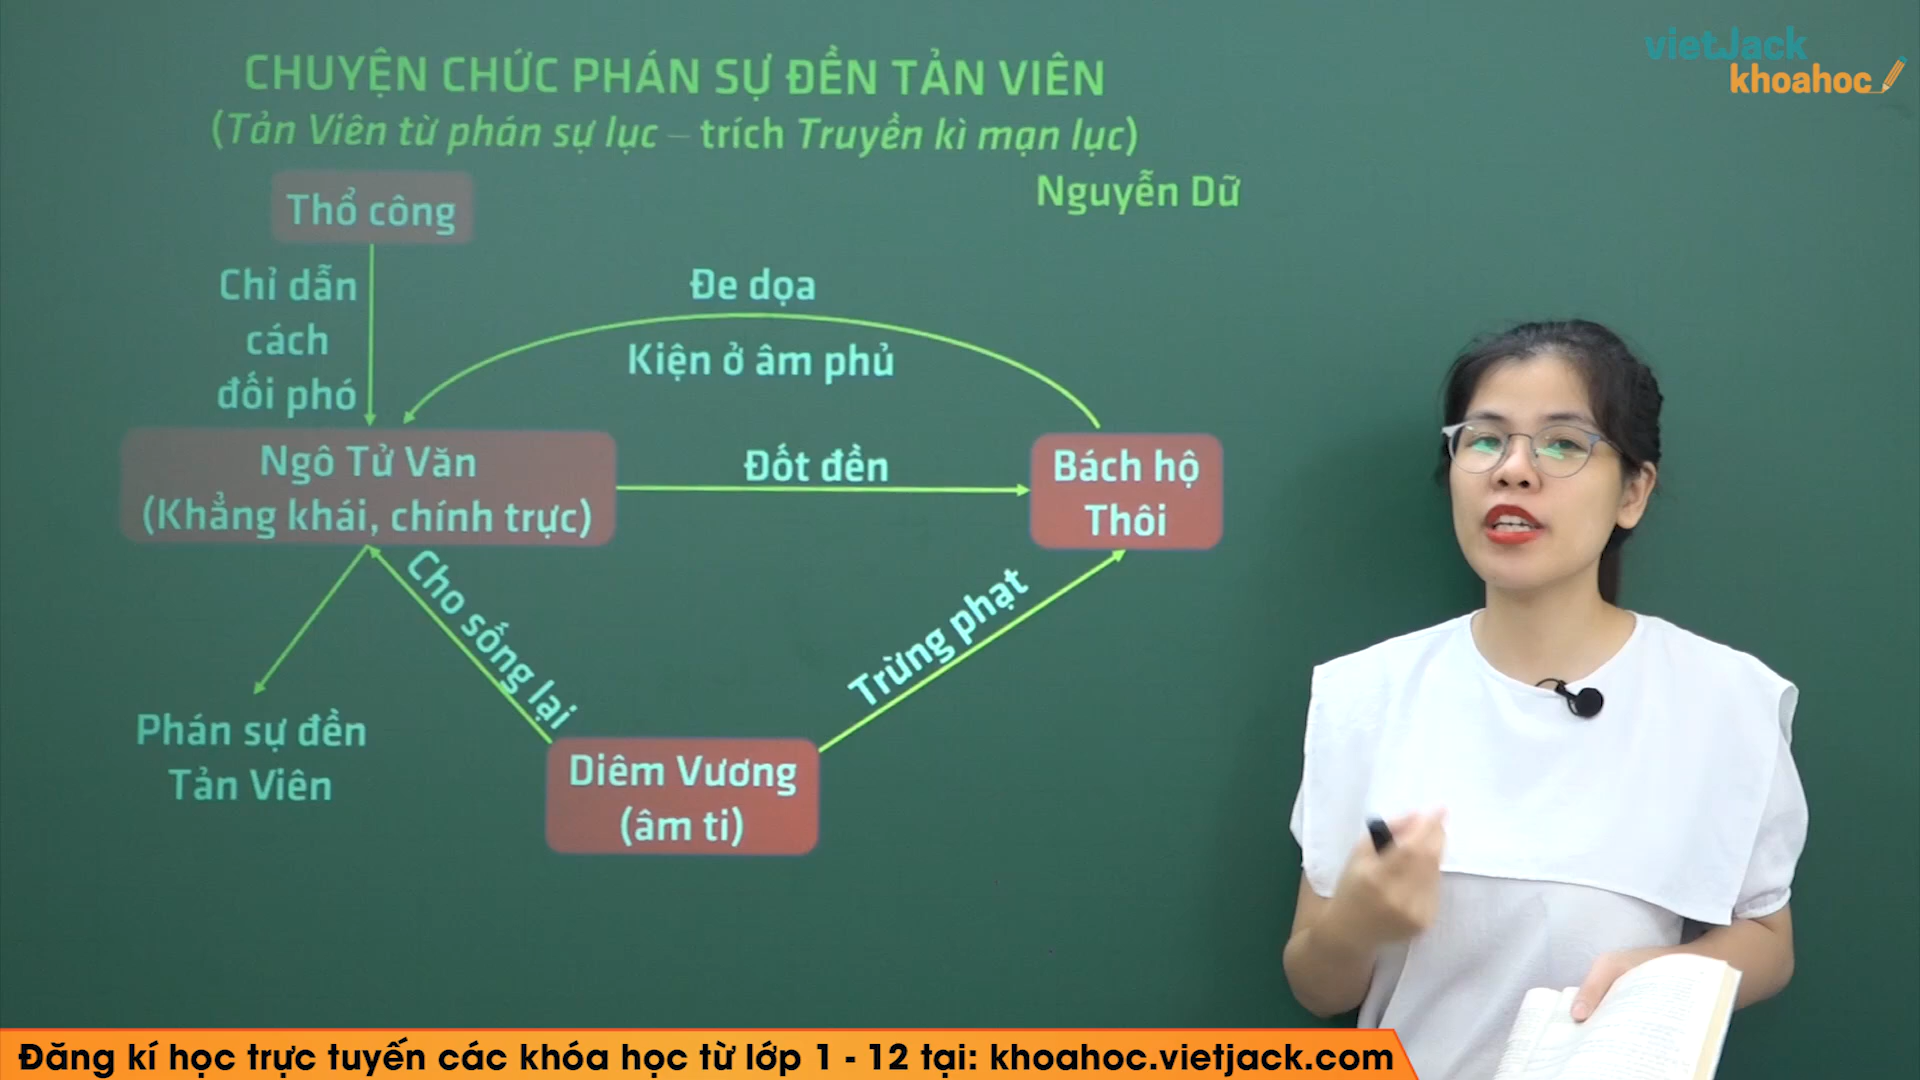 vietJack
khoahoc
CHUYỆN CHỨC PHÁN SỰ ĐỀN TẢN VIÊN
(Tản Viên từ phán sự lục – trích Truyền kì mạn lục)
Nguyễn Dữ
Thổ công
Chỉ dẫn
cách
đối phó
Đe dọa
Kiện ở âm phủ
Ngô Tử Văn
(Khẳng khái, chính trực)
Đốt đền
Bách hộ
Thôi
Cho sống lại
Trừng phạt
Phán sự đền
Tản Viên
Diêm Vương
(âm ti)
Đăng kí học trực tuyến các khóa học từ lớp 1 - 12 tại: khoahoc.vietjack.com